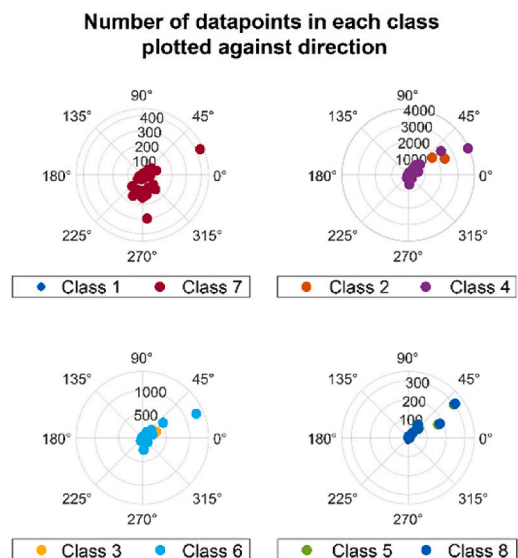 Number of datapoints in each class
plotted against direction
90°
135° 400 45°
300
200
100
180° 0°
225° 315°
270°
Class 1 Class 7
90°
135° 4000 45°
3000
2000
1000
180° 0°
225° 315°
270°
Class 2 Class 4
90°
135° 1000 45°
500
180° 0°
225° 315°
270°
Class 3 Class 6
90°
135° 300 45°
200
100
180° 0°
225° 315°
270°
Class 5 Class 8